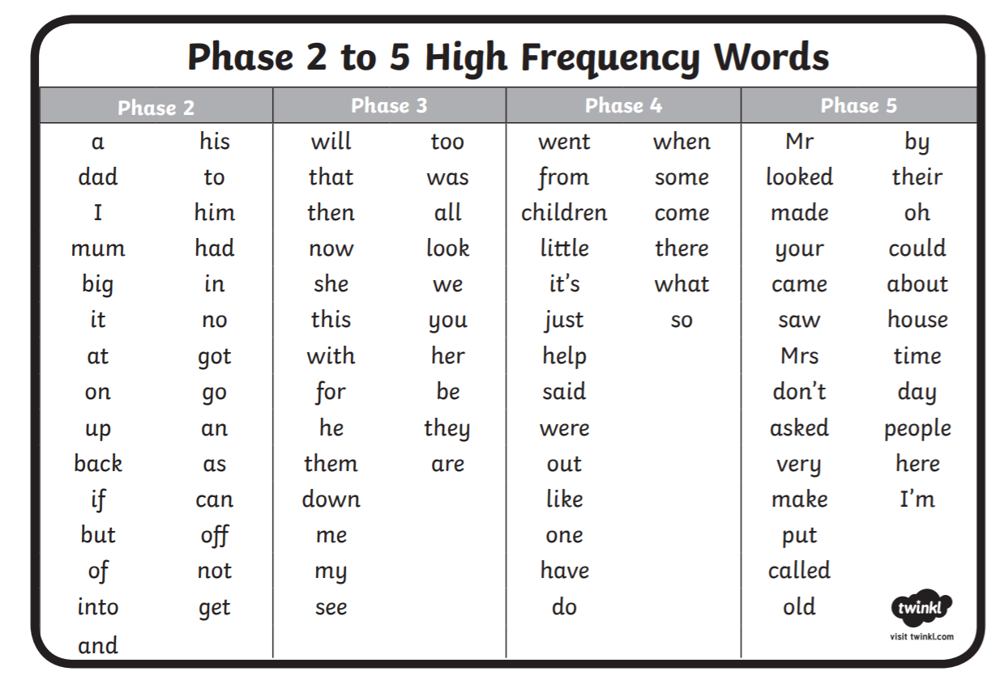 Phase 2 to 5 High Frequency Words
Phase 2 Phase 3 Phase 4 Phase 5
a his will too went when Mr by
dad to that was from some looked their
I him then all children come made oh
mum had now look little there your could
big in she we it's what came about
it no this you just so saw house
at got with her help Mrs time
on go for be said don't day
up an he they were asked people
back as them are out very here
if can down like make I'm
but off me one put
of not my have called
into get see do old
and
twinkl
visit twinkl.com